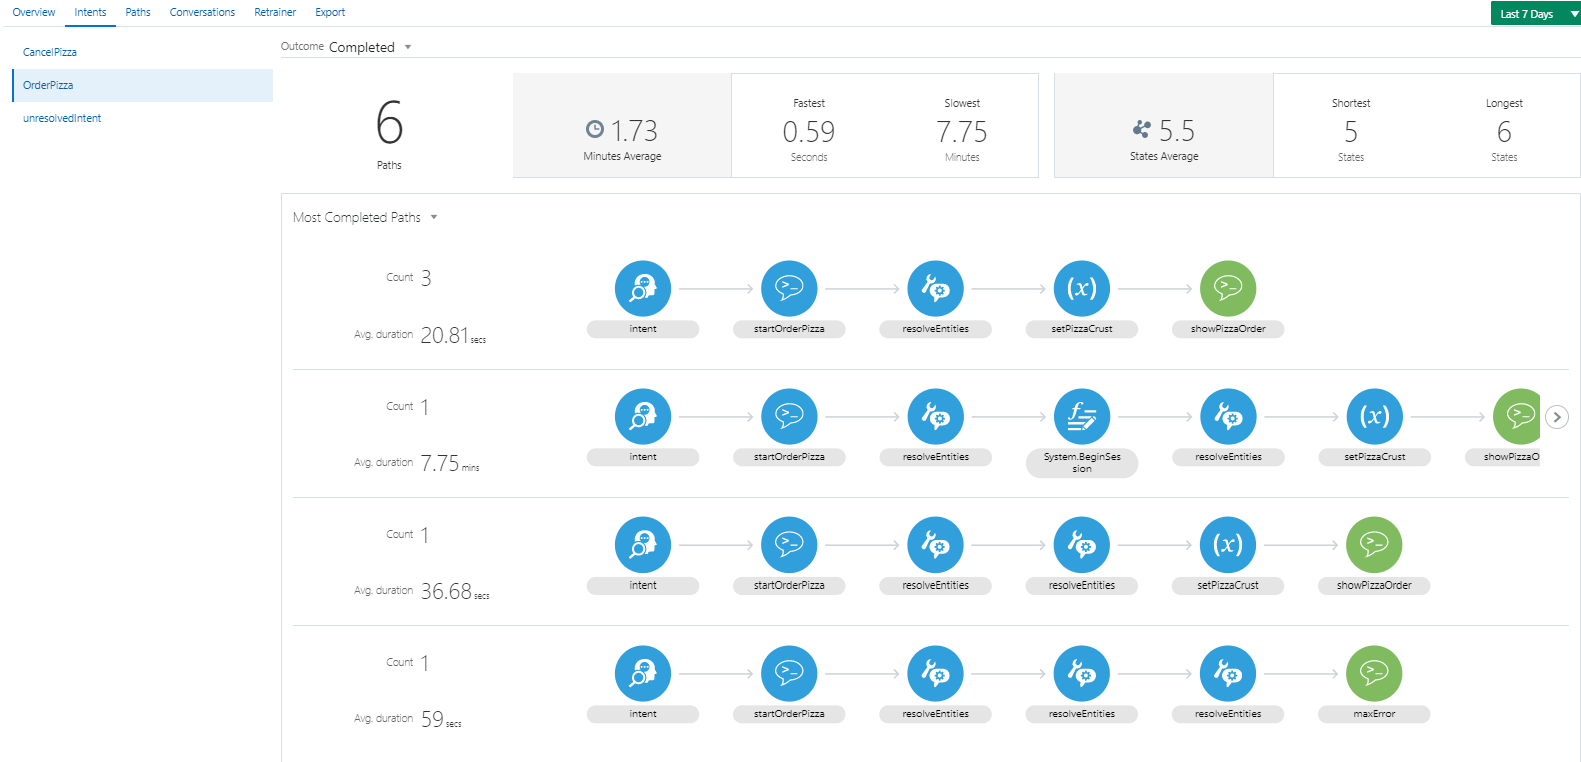 Overview Intents Paths Conversations Retrainer Export
Last 7 Days
CancelPizza
OrderPizza
unresolvedIntent
Outcome Completed
6
Paths
1.73
Minutes Average
Fastest
0.59
Seconds
Slowest
7.75
Minutes
5.5
States Average
Shortest
5
States
Longest
6
States
Most Completed Paths
Count 3
Avg. duration 20.81 secs
intent startOrderPizza resolveEntities setPizzaCrust showPizzaOrder
Count 1
Avg. duration 7.75 mins
intent startOrderPizza resolveEntities System.BeginSes
sion
resolveEntities setPizzaCrust showPizzaO
Count 1
Avg. duration 36.68 secs
intent startOrderPizza resolveEntities resolveEntities setPizzaCrust showPizzaOrder
Count 1
Avg. duration 59 secs
intent startOrderPizza resolveEntities resolveEntities resolveEntities maxError